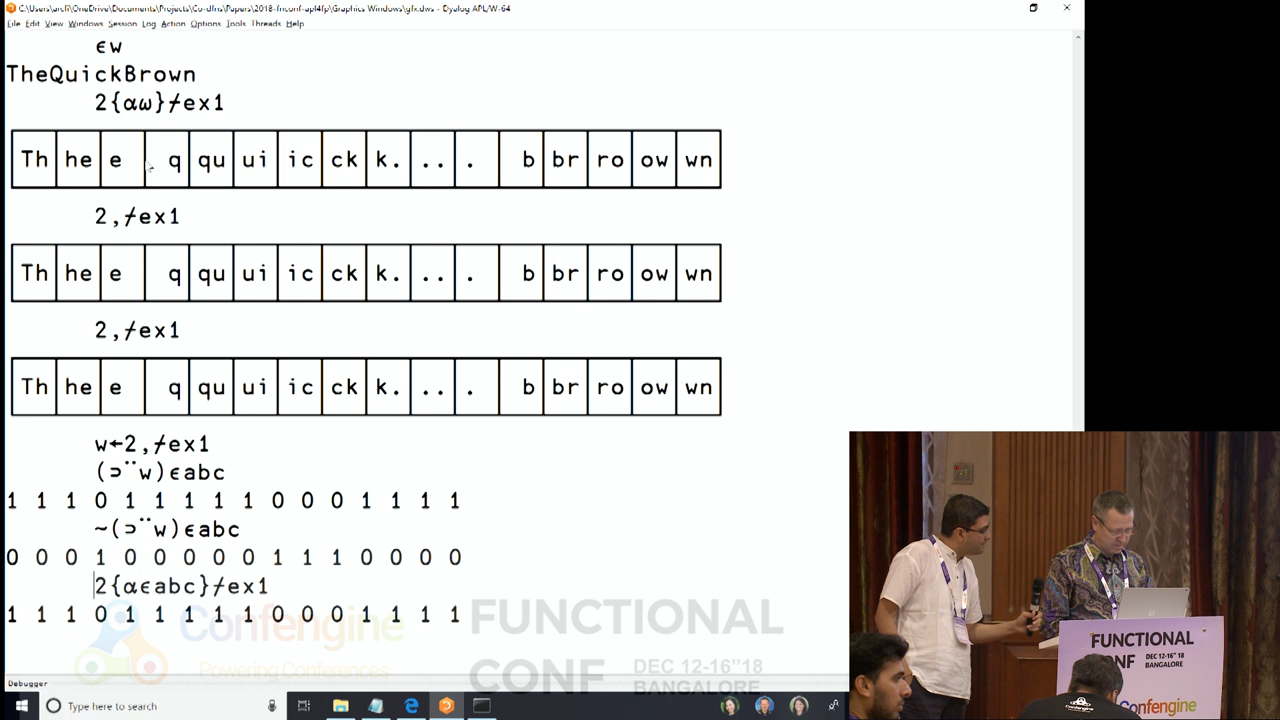 C:\Users\arcfi\OneDrive\Documents\Projects\Co-dfns\Papers\2018-fnconf-apl4fp\Graphics Windows\gfx.dws - Dyalog APL/W-64
File Edit View Windows Session Log Action Options Tools Threads Help
∊w
TheQuickBrown
2{⍺⍵}⌿ex1
Th he e   q qu ui ic ck k. .. .   b br ro ow wn
2,⌿ex1
Th he e   q qu ui ic ck k. .. .   b br ro ow wn
2,⌿ex1
Th he e   q qu ui ic ck k. .. .   b br ro ow wn
w←2,⌿ex1
(⊃¨¨w)∊abc
1 1 1 0 1 1 1 1 1 0 0 0 1 1 1 1
~(⊃¨¨w)∊abc
0 0 0 1 0 0 0 0 0 1 1 1 0 0 0 0
2{⍺∊abc}⌿ex1
1 1 1 0 1 1 1 1 1 0 0 0 1 1 1 1
Confengine
Powering Conferences
FUNCTIONAL
CONF DEC 12-16"18
BANGALORE
Debugger
Type here to search
FUNCTIONAL
CONF DEC 12-16"18
BANGALORE
Confengine